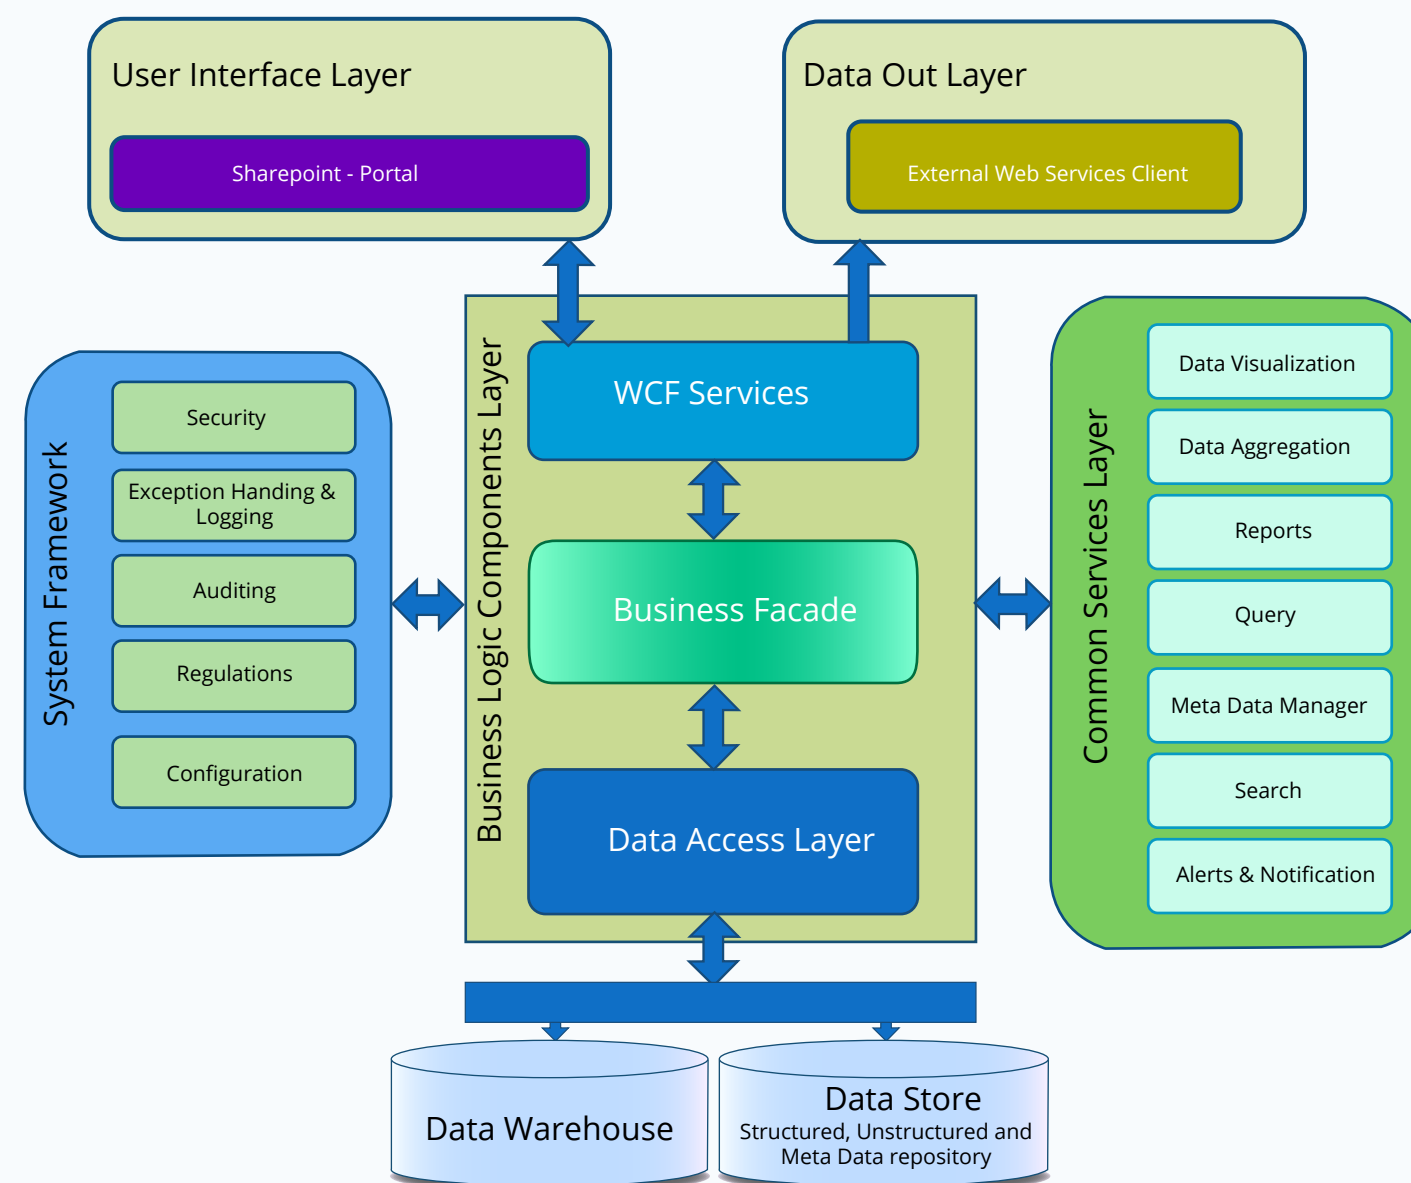 User Interface Layer
Sharepoint - Portal
Data Out Layer
External Web Services Client
System Framework
Security
Exception Handing &
Logging
Auditing
Regulations
Configuration
Business Logic Components Layer
WCF Services
Business Facade
Data Access Layer
Common Services Layer
Data Visualization
Data Aggregation
Reports
Query
Meta Data Manager
Search
Alerts & Notification
Data Warehouse
Data Store
Structured, Unstructured and
Meta Data repository